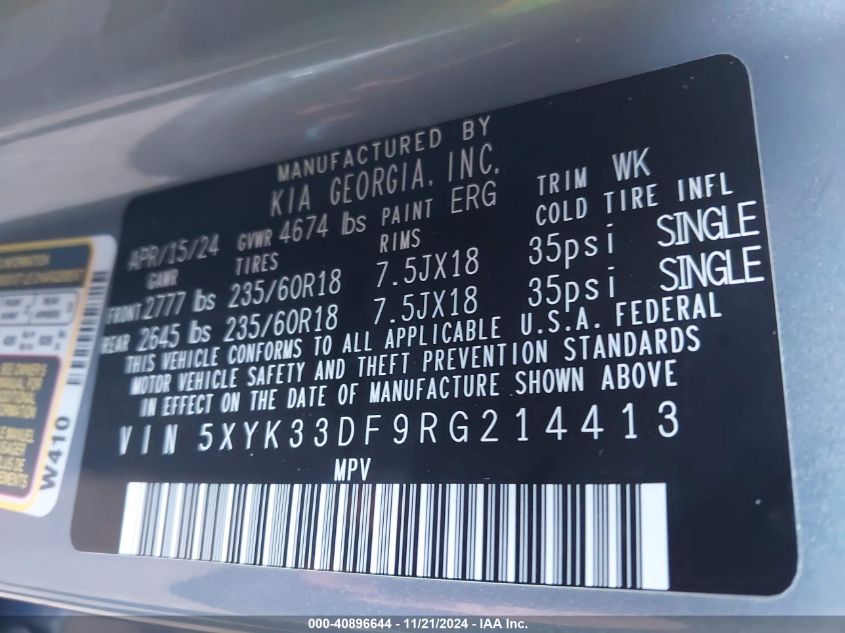 MANUFACTURED BY
KIA GEORGIA, INC.
APR/15/24 GVWR 4674 lbs PAINT ERG TRIM WK
GAWR TIRES RIMS COLD TIRE INFL
FRONT 2777 lbs 235/60R18 7.5JX18 35psi SINGLE
REAR 2645 lbs 235/60R18 7.5JX18 35psi SINGLE
THIS VEHICLE CONFORMS TO ALL APPLICABLE U.S.A. FEDERAL
MOTOR VEHICLE SAFETY AND THEFT PREVENTION STANDARDS
IN EFFECT ON THE DATE OF MANUFACTURE SHOWN ABOVE
VIN 5XYK33DF9RG214413
MPV
W410
000-40896644 - 11/21/2024 - IAA Inc.